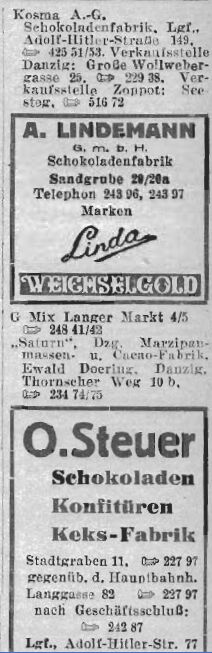 Kosma A.-G.
Schokoladenfabrik, Lgf.,
Adolf-Hitler-Straße 149,
425 51/53. Verkaufsstelle
Danzig: Große Wollweber-
gasse 25, 229 38. Ver-
kaufsstelle Zoppot: See-
steg, 516 72
A. LINDEMANN
G. m. b. H.
Schokoladenfabrik
Sandgrube 29/20a
Telephon 243 96, 243 97
Marken
Linda
WEICHSELGOLD
G Mix Langer Markt 4/5
248 41/42
„Saturn“, Dzg. Marzipan-
massen- u. Cacao-Fabrik,
Ewald Doering, Danzig,
Thornscher Weg 10 b,
234 74/75
O. Steuer
Schokoladen
Konfitüren
Keks-Fabrik
Stadtgraben 11, 227 97
gegenüb. d. Hauptbahnh.
Langgasse 82 227 97
nach Geschäftsschluß:
242 87
Lgf., Adolf-Hitler-Str. 77